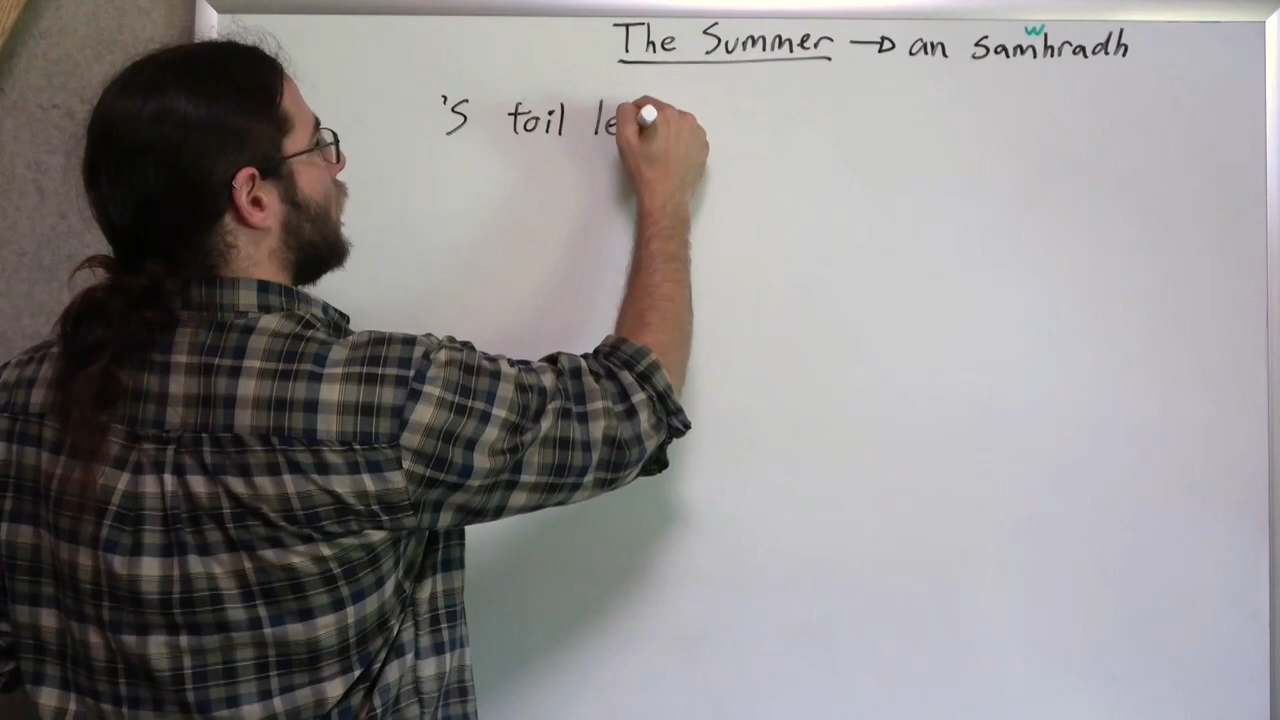 The Summer → an samhradh
w
'S toil le